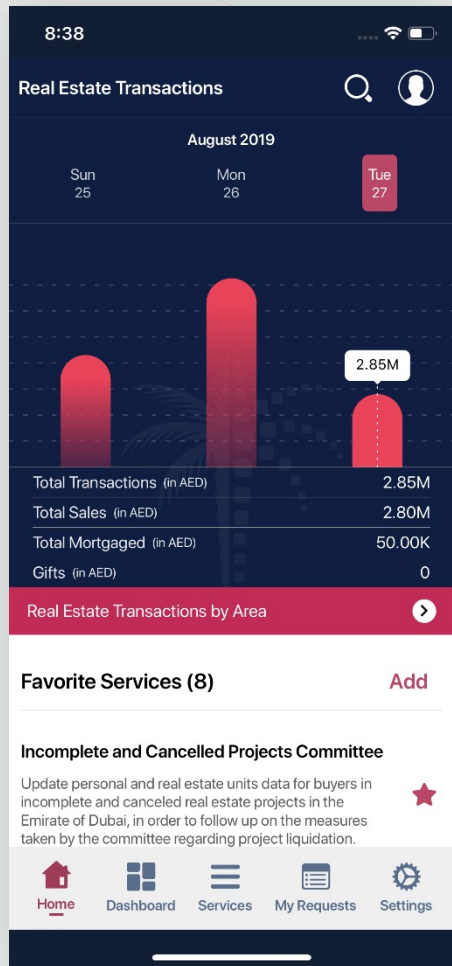 8:38
Real Estate Transactions
August 2019
Sun Mon Tue
25 26 27
2.85M
Total Transactions (in AED) 2.85M
Total Sales (in AED) 2.80M
Total Mortgaged (in AED) 50.00K
Gifts (in AED) 0
Real Estate Transactions by Area
Favorite Services (8) Add
Incomplete and Cancelled Projects Committee
Update personal and real estate units data for buyers in
incomplete and canceled real estate projects in the
Emirate of Dubai, in order to follow up on the measures
taken by the committee regarding project liquidation.
Home Dashboard Services My Requests Settings